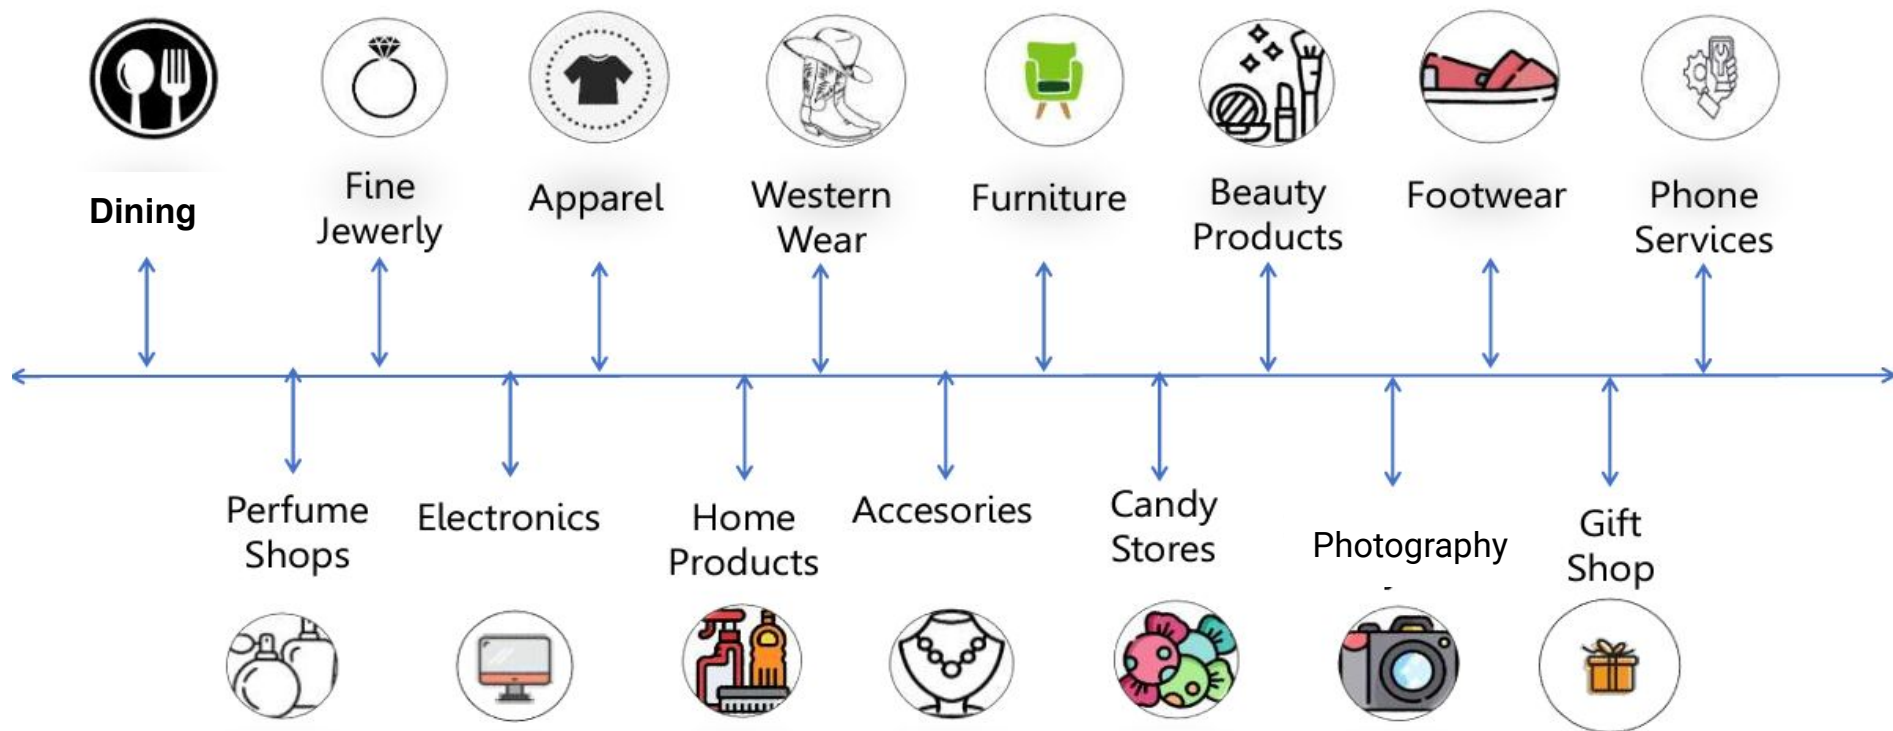 Dining
Fine
Jewerly
Apparel
Western
Wear
Furniture
Beauty
Products
Footwear
Phone
Services
Perfume
Shops
Electronics
Home
Products
Accesories
Candy
Stores
Photography
Gift
Shop